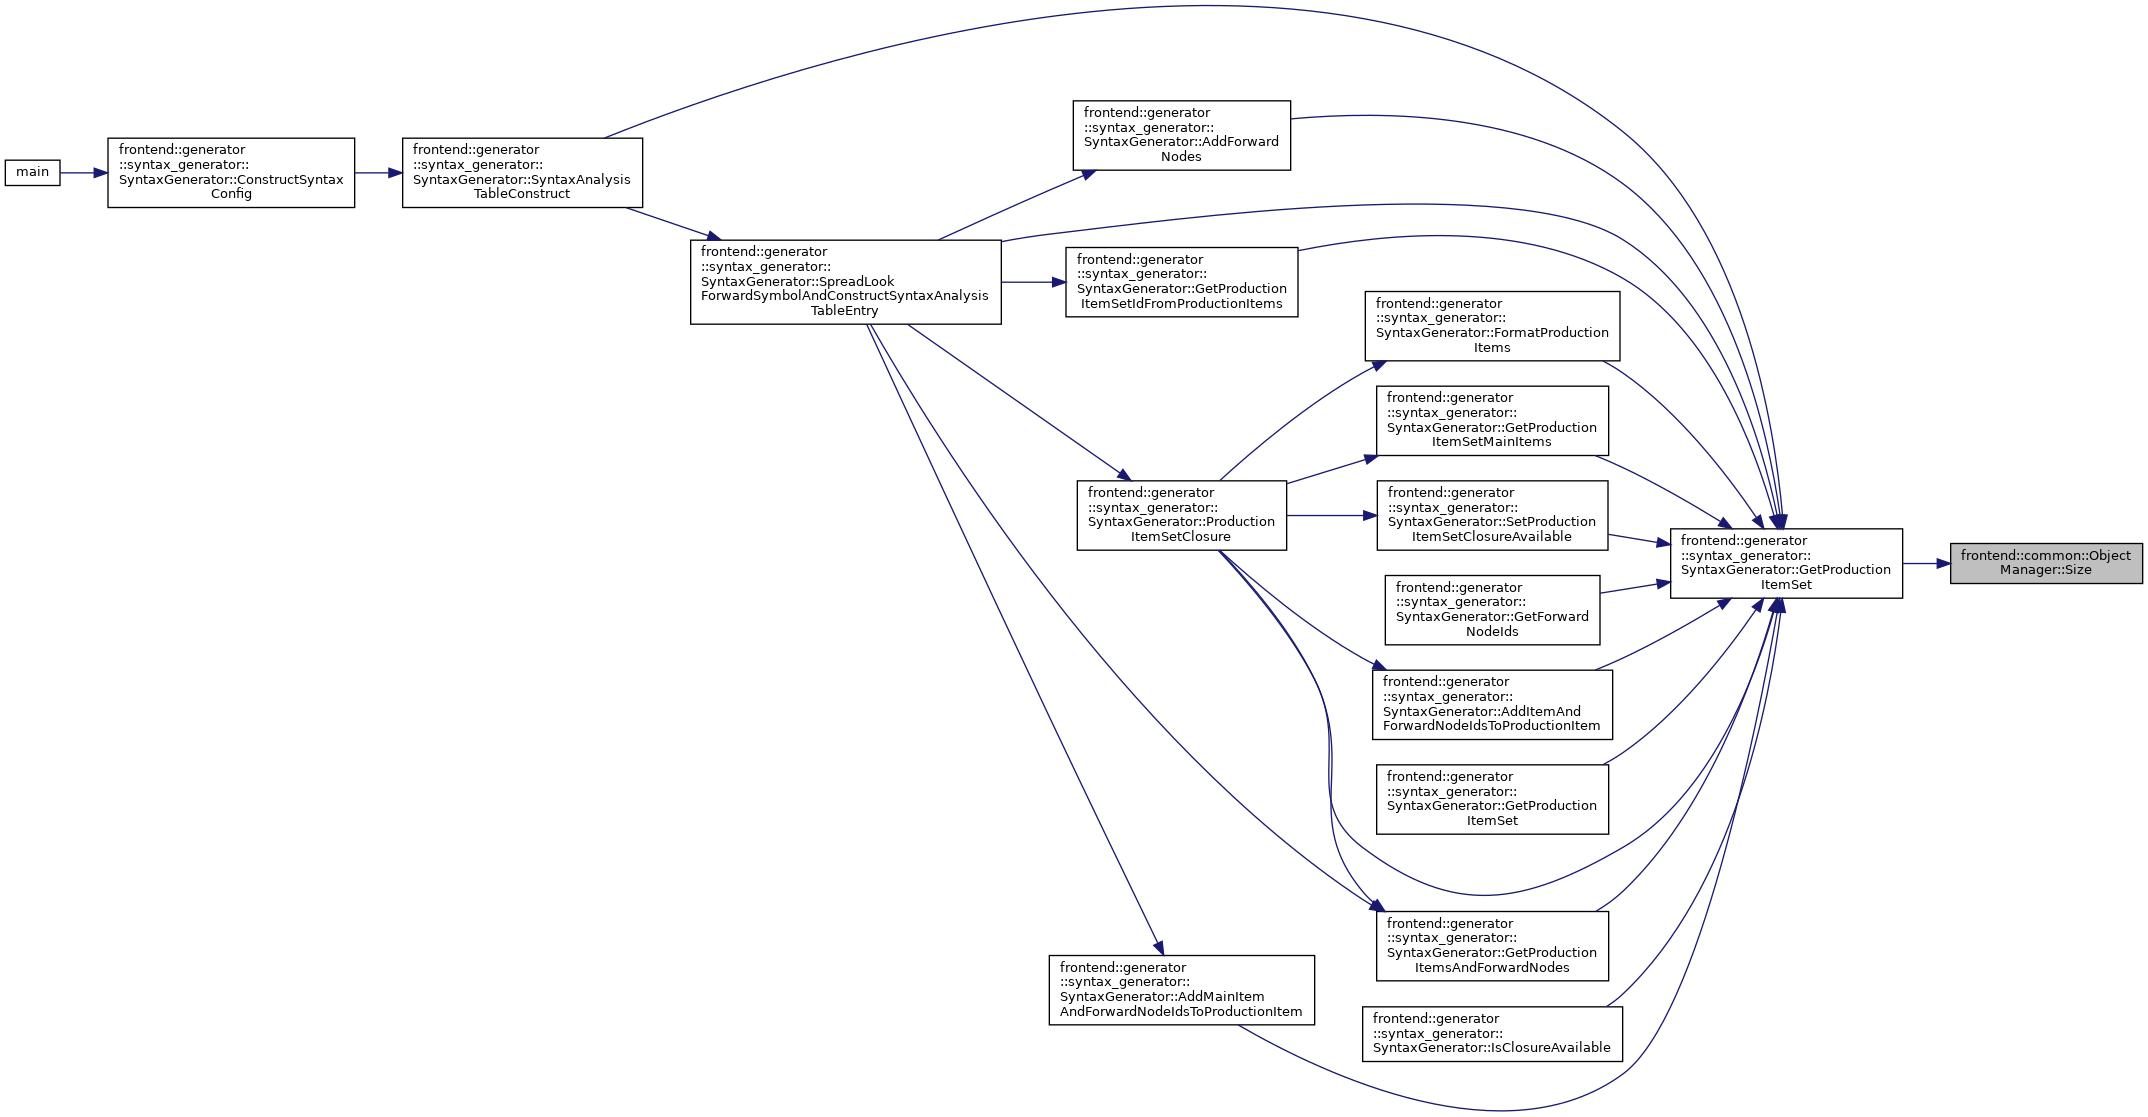 main
frontend::generator
::syntax_generator::
SyntaxGenerator::ConstructSyntax
Config
frontend::generator
::syntax_generator::
SyntaxGenerator::SyntaxAnalysis
TableConstruct
frontend::generator
::syntax_generator::
SyntaxGenerator::SpreadLook
ForwardSymbolAndConstructSyntaxAnalysis
TableEntry
frontend::generator
::syntax_generator::
SyntaxGenerator::AddForward
Nodes
frontend::generator
::syntax_generator::
SyntaxGenerator::GetProduction
ItemSetIdFromProductionItems
frontend::generator
::syntax_generator::
SyntaxGenerator::Production
ItemSetClosure
frontend::generator
::syntax_generator::
SyntaxGenerator::AddMainItem
AndForwardNodeIdsToProductionItem
frontend::generator
::syntax_generator::
SyntaxGenerator::FormatProduction
Items
frontend::generator
::syntax_generator::
SyntaxGenerator::GetProduction
ItemSetMainItems
frontend::generator
::syntax_generator::
SyntaxGenerator::SetProduction
ItemSetClosureAvailable
frontend::generator
::syntax_generator::
SyntaxGenerator::GetForward
NodeIds
frontend::generator
::syntax_generator::
SyntaxGenerator::AddItemAnd
ForwardNodeIdsToProductionItem
frontend::generator
::syntax_generator::
SyntaxGenerator::GetProduction
ItemSet
frontend::generator
::syntax_generator::
SyntaxGenerator::GetProduction
ItemsAndForwardNodes
frontend::generator
::syntax_generator::
SyntaxGenerator::IsClosureAvailable
frontend::generator
::syntax_generator::
SyntaxGenerator::GetProduction
ItemSet
frontend::common::Object
Manager::Size